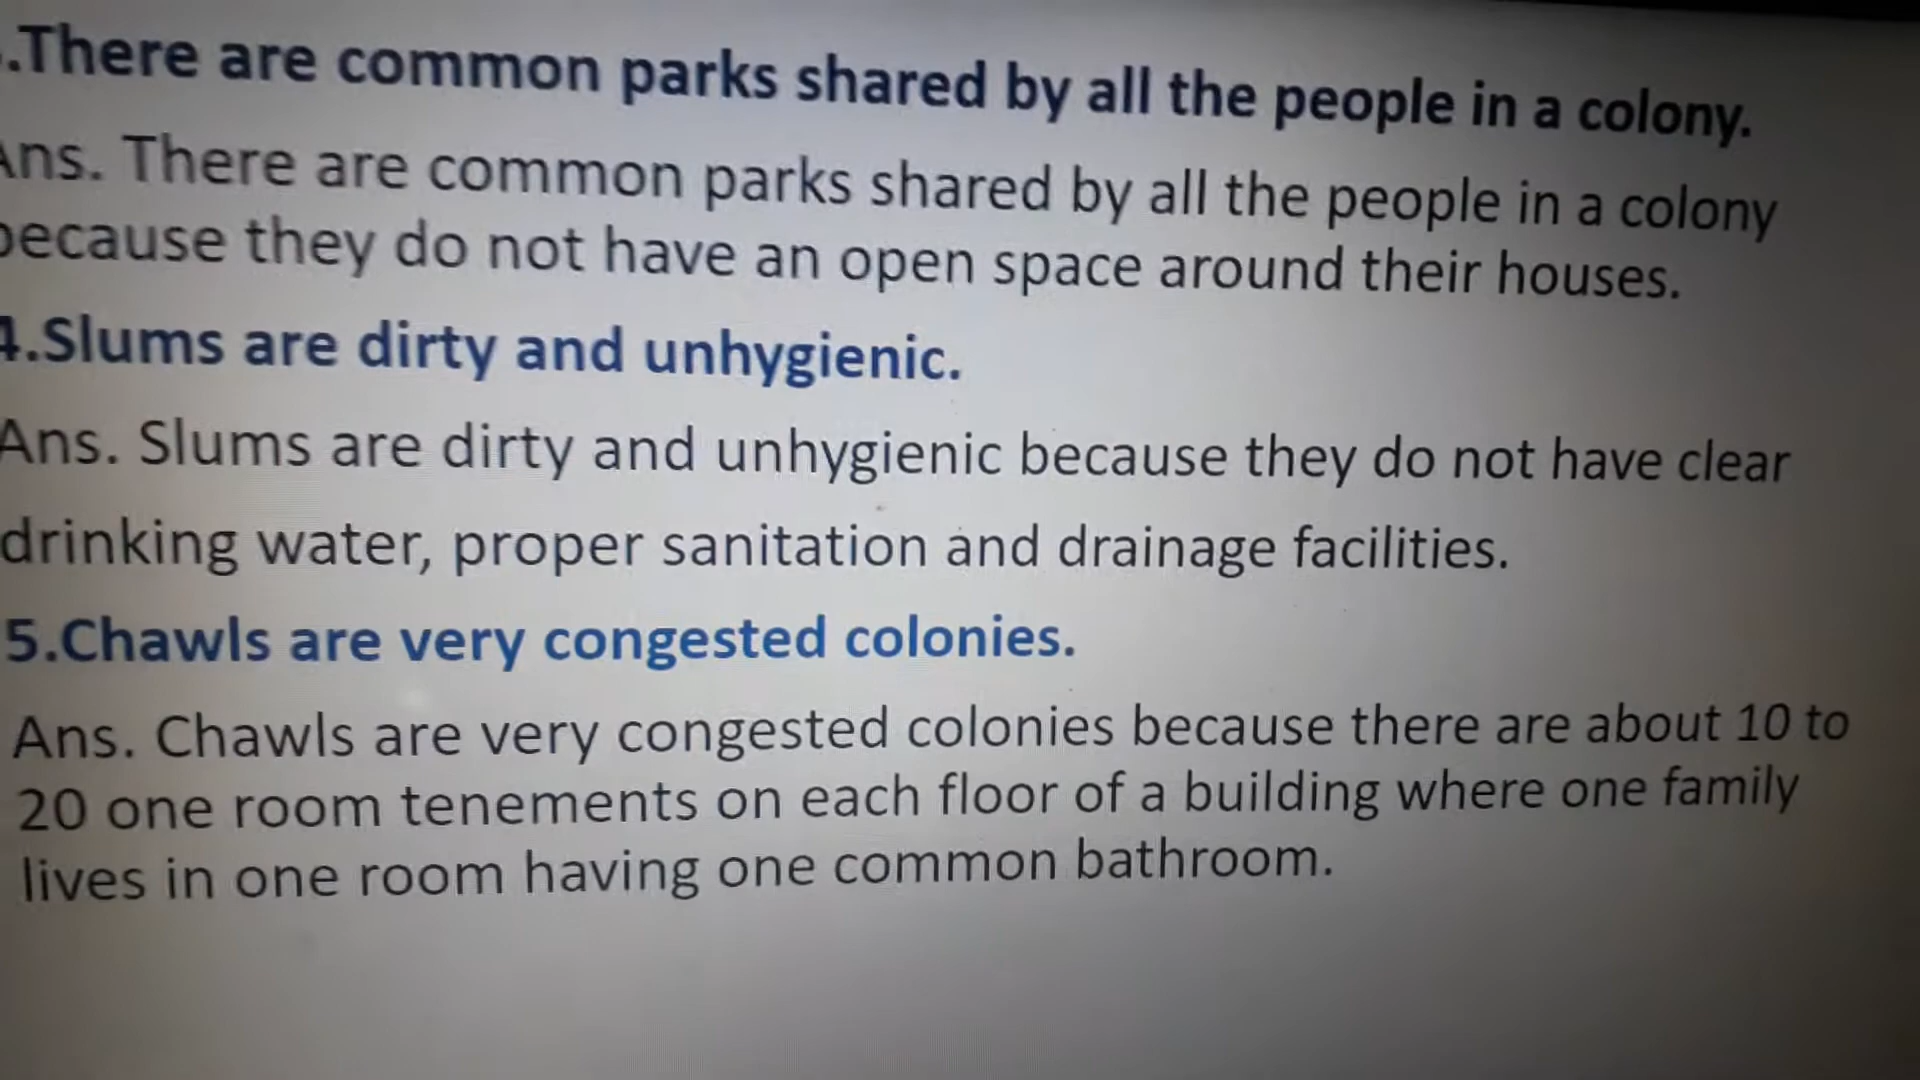 .There are common parks shared by all the people in a colony.
Ans. There are common parks shared by all the people in a colony
because they do not have an open space around their houses.
4.Slums are dirty and unhygienic.
Ans. Slums are dirty and unhygienic because they do not have clear
drinking water, proper sanitation and drainage facilities.
5.Chawls are very congested colonies.
Ans. Chawls are very congested colonies because there are about 10 to
20 one room tenements on each floor of a building where one family
lives in one room having one common bathroom.